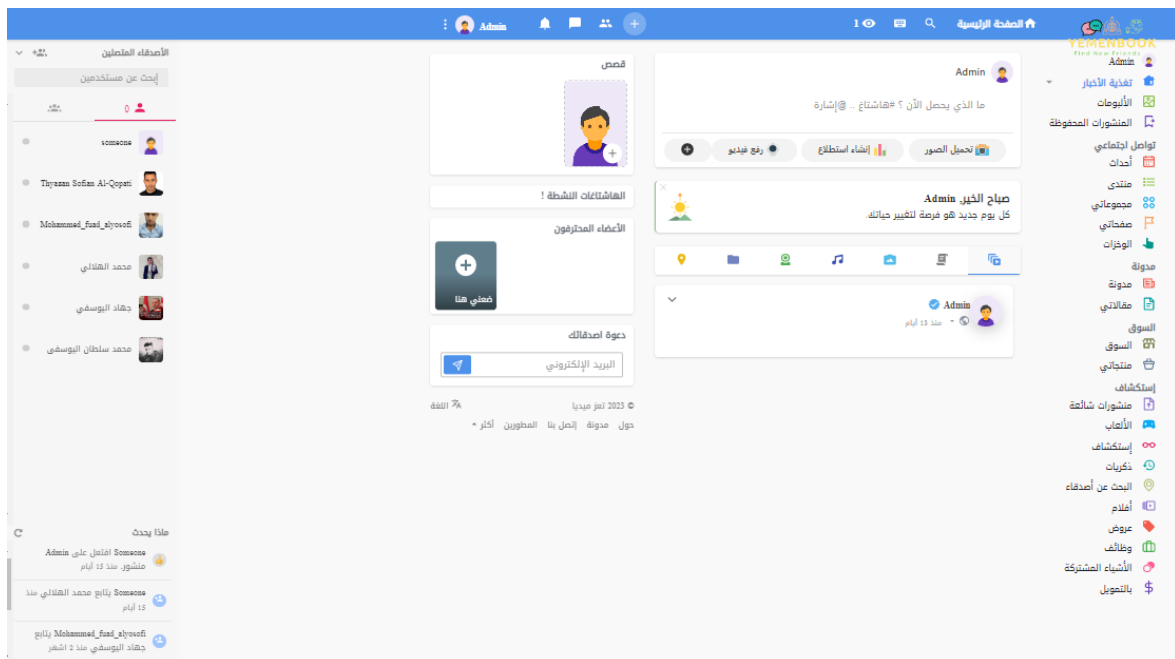 الصفحة الرئيسية
1
Admin
YEMENBOOK
Find New Friends
Admin
تغذية الأخبار
الألبومات
المنشورات المحفوظة
تواصل اجتماعي
أحداث
منتدى
مجموعاتي
صفحاتي
الوخزات
مدونة
مدونة
مقالاتي
السوق
السوق
منتجاتي
إستكشاف
منشورات شائعة
الألعاب
إستكشاف
ذكريات
البحث عن أصدقاء
أفلام
عروض
وظائف
الأشياء المشتركة
بالتمويل
Admin
ما الذي يحصل الآن ؟ #هاشتاغ .. @إشارة
تحميل الصور
إنشاء استطلاع
رفع فيديو
صباح الخير, Admin
كل يوم جديد هو فرصة لتغيير حياتك.
Admin
منذ 15 أيام -
قصص
الهاشتاغات النشطة !
الأعضاء المحترفون
ضعني هنا
دعوة اصدقائك
البريد الإلكتروني
© 2023 تعز ميديا
اللغة
حول مدونة إتصل بنا المطورين أكثر
الأصدقاء المتصلين
إبحث عن مستخدمين
0
someone
Thyazan Sofian Al-Qopati
Mohammed_fuad_alyosofi
محمد الهلالي
جهاد اليوسفي
محمد سلطان اليوسفي
ماذا يحدث
Someone افتعل على Admin
منشور. منذ 15 أيام
Someone يتابع محمد الهلالي منذ
15 أيام
Mohammed_fuad_alyosofi يتابع
جهاد اليوسفي منذ 2 اشهر